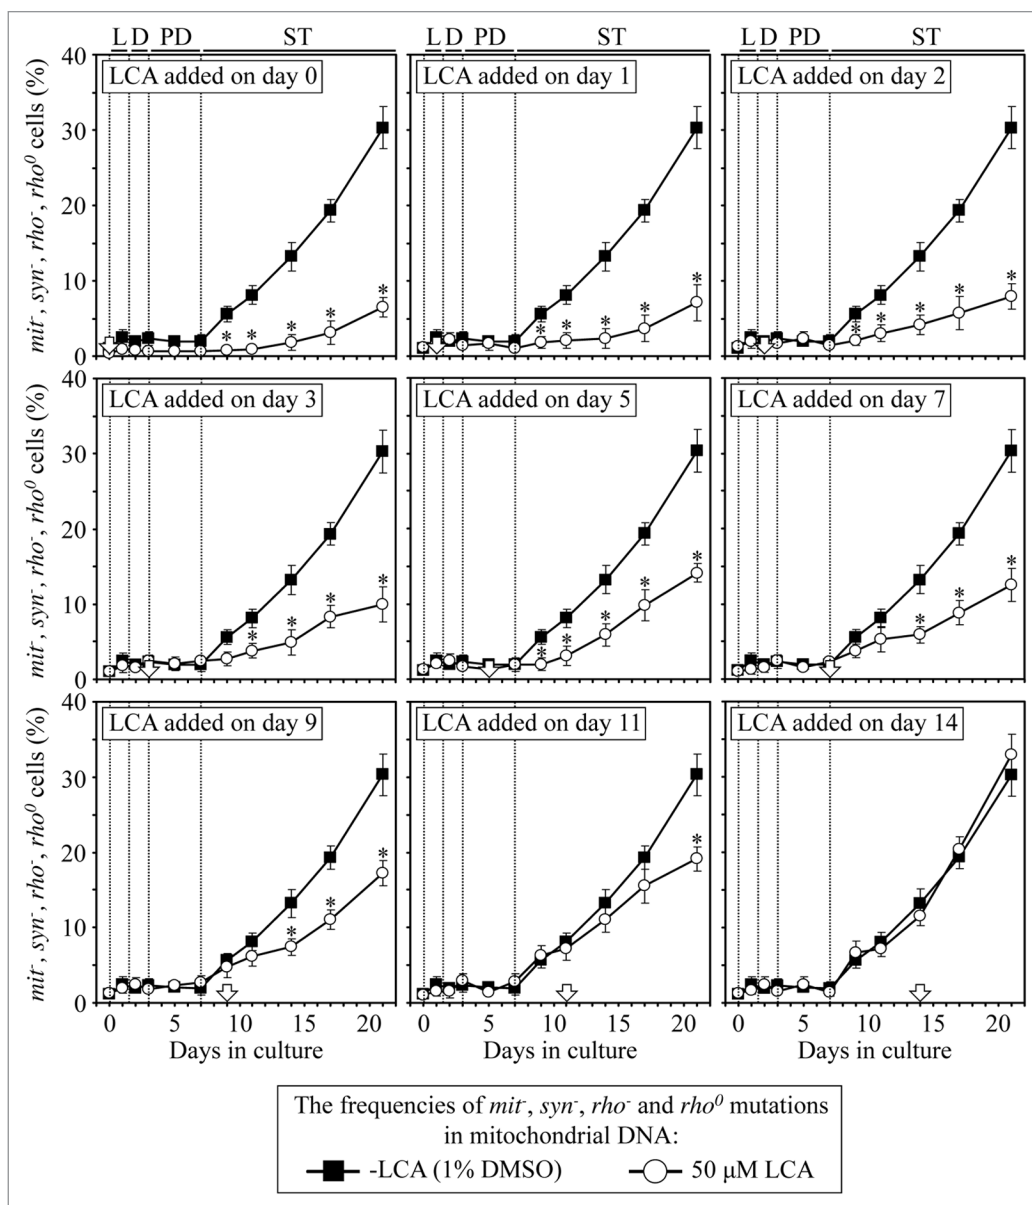 L D PD ST L D PD ST L D PD ST
40 LCA added on day 0 LCA added on day 1 LCA added on day 2
30
20
10
0
mit-, syn-, rho-, rho0 cells (%)
* * * * *
* * * * * *
* * * * * *
40 LCA added on day 3 LCA added on day 5 LCA added on day 7
30
20
10
0
mit-, syn-, rho-, rho0 cells (%)
* * * *
* * * * *
* * *
40 LCA added on day 9 LCA added on day 11 LCA added on day 14
30
20
10
0
mit-, syn-, rho-, rho0 cells (%)
* * *
*
0 5 10 15 20 0 5 10 15 20 0 5 10 15 20
Days in culture Days in culture Days in culture
The frequencies of mit-, syn-, rho- and rho0 mutations
in mitochondrial DNA:
-LCA (1% DMSO) 50 µM LCA